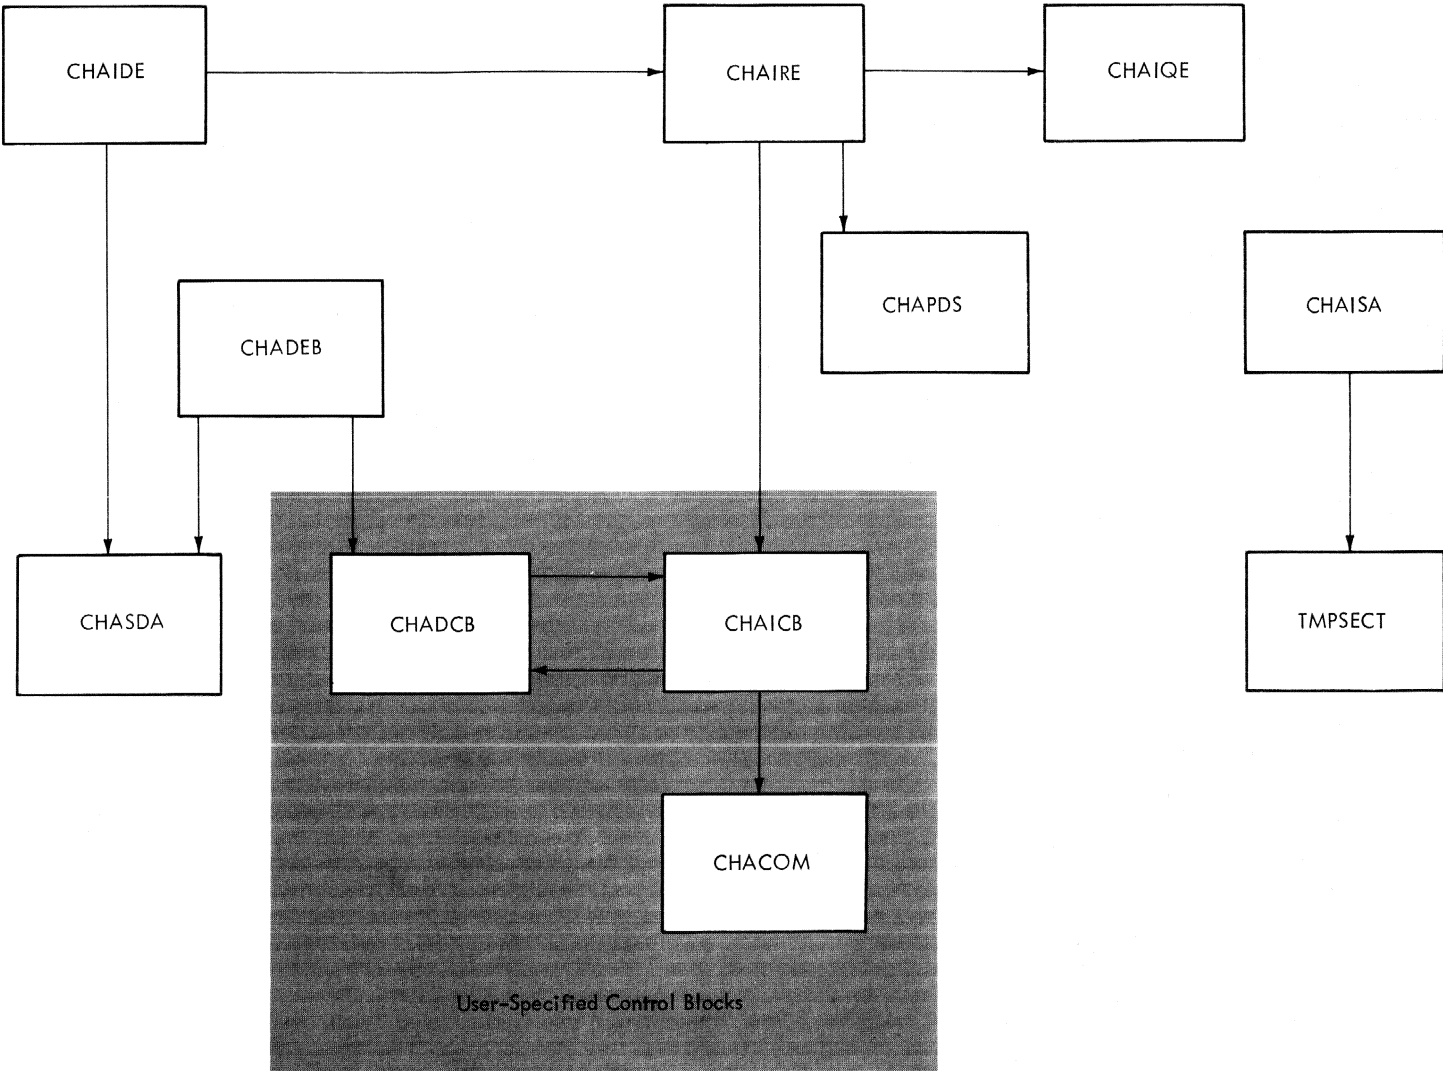 CHAIDE
CHAIRE
CHAIQE
CHAPDS
CHAISA
CHADEB
CHASDA
CHADCB
CHAICB
TMPSECT
CHACOM
User-Specified Control Blocks